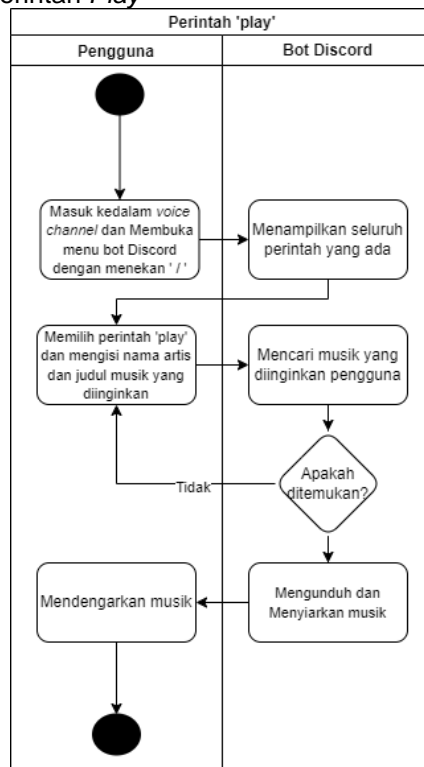 erintah Play
Perintah 'play'
Pengguna
Bot Discord
Masuk kedalam voice
channel dan Membuka
menu bot Discord
dengan menekan ' / '
Menampilkan seluruh
perintah yang ada
Memilih perintah 'play'
dan mengisi nama artis
dan judul musik yang
diinginkan
Mencari musik yang
diinginkan pengguna
Apakah
ditemukan?
Tidak
Mendengarkan musik
Mengunduh dan
Menyiarkan musik